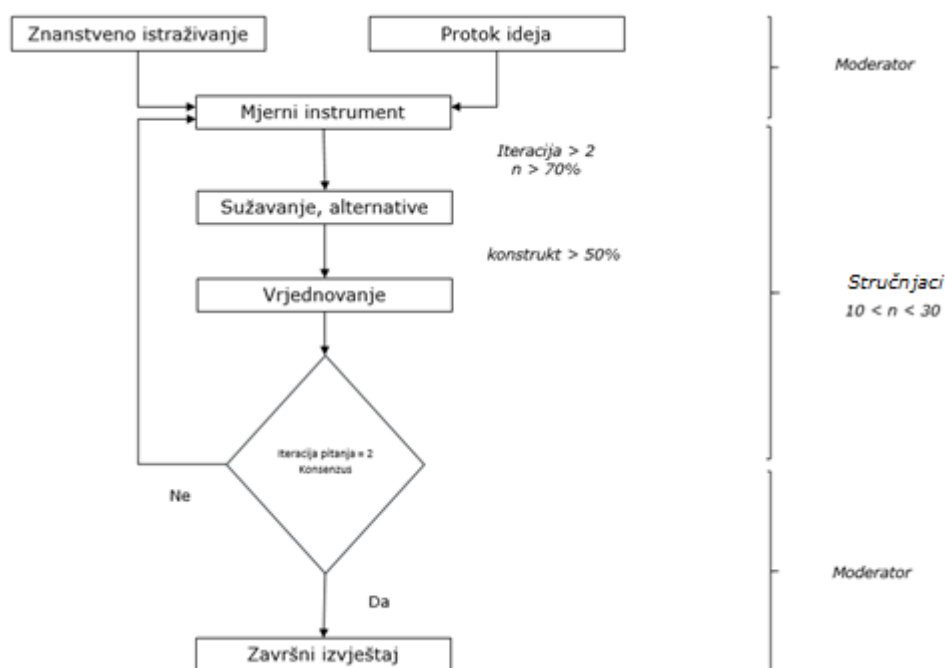 Znanstveno istraživanje
Protok ideja
Moderator
Mjerni instrument
Iteracija > 2
n > 70%
Sužavanje, alternative
konstrukt > 50%
Stručnjaci
10 < n < 30
Vrjednovanje
Iteracija pitanja = 2
Konsenzus
Ne
Moderator
Da
Završni izvještaj